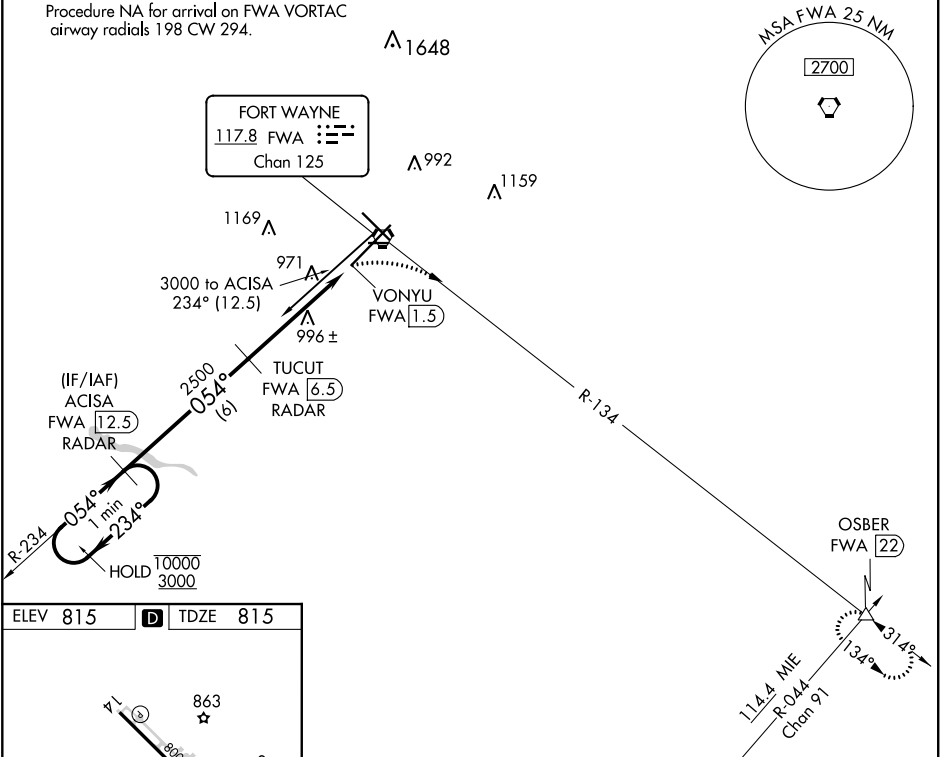 Procedure NA for arrival on FWA VORTAC
airway radials 198 CW 294.
1648
MSA FWA 25 NM
2700
FORT WAYNE
117.8 FWA
Chan 125
992
1159
1169
971
3000 to ACISA
234° (12.5)
VONYU
FWA 1.5
996 ±
TUCUT
FWA 6.5
RADAR
2500
054°
(6)
(IF/IAF)
ACISA
FWA 12.5
RADAR
R-134
054°
1 min
234°
R-234
HOLD 10000
3000
OSBER
FWA 22
314°
134°
114.4 MIE
R-044
Chan 91
ELEV 815 D TDZE 815
863
14
P